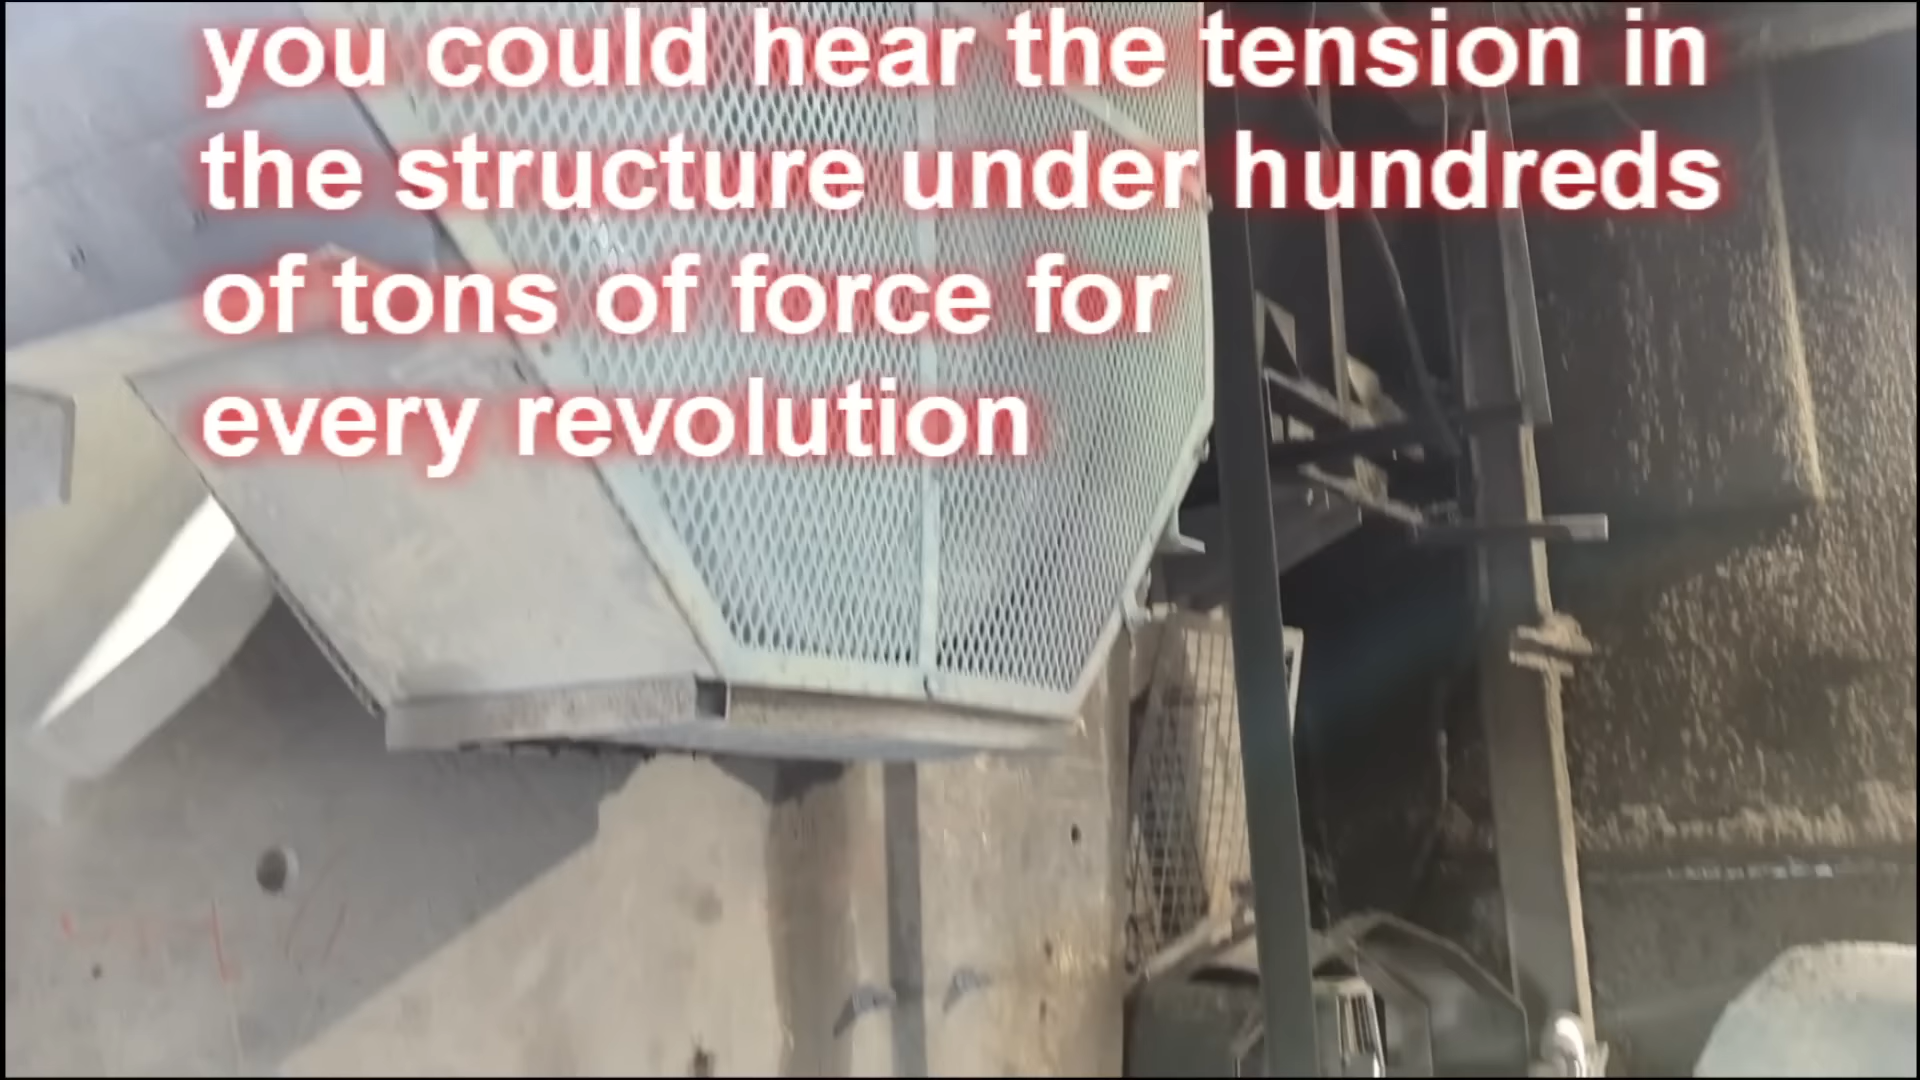 you could hear the tension in
the structure under hundreds
of tons of force for
every revolution